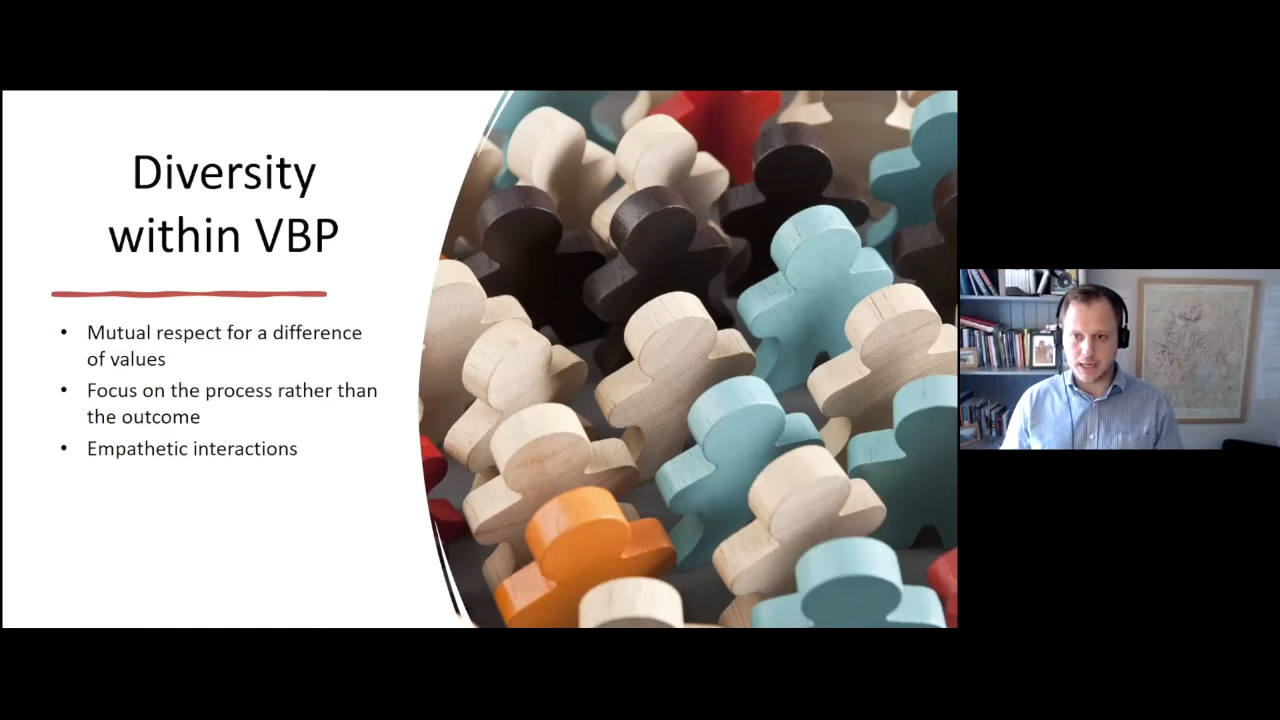 Diversity
within VBP
• Mutual respect for a difference
of values
• Focus on the process rather than
the outcome
• Empathetic interactions